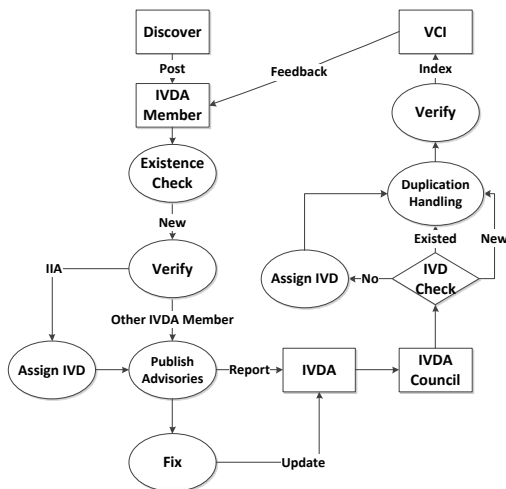 Discover
VCI
Post
Feedback
Index
IVDA
Member
Verify
Existence
Check
Duplication
Handling
New
Existed
New
IIA
Verify
Assign IVD
No
IVD
Check
Other IVDA Member
Assign IVD
Publish
Advisories
Report
IVDA
IVDA
Council
Fix
Update